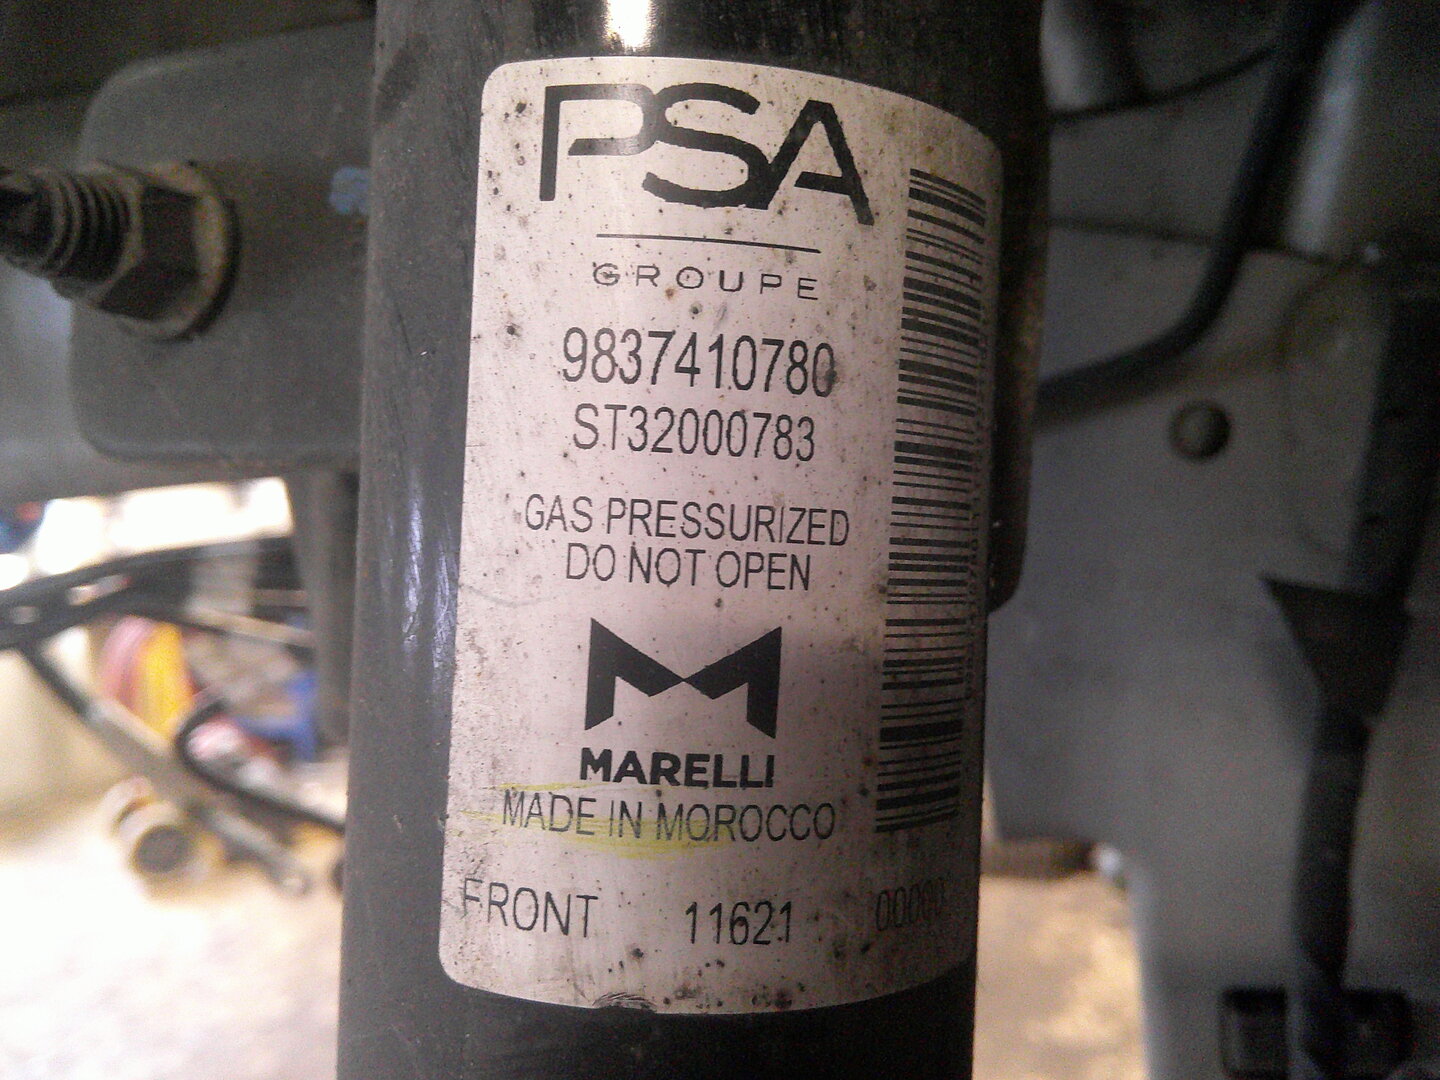 PSA
GROUPE
9837410780
ST32000783
GAS PRESSURIZED
DO NOT OPEN
MARELLI
MADE IN MOROCCO
FRONT 11621